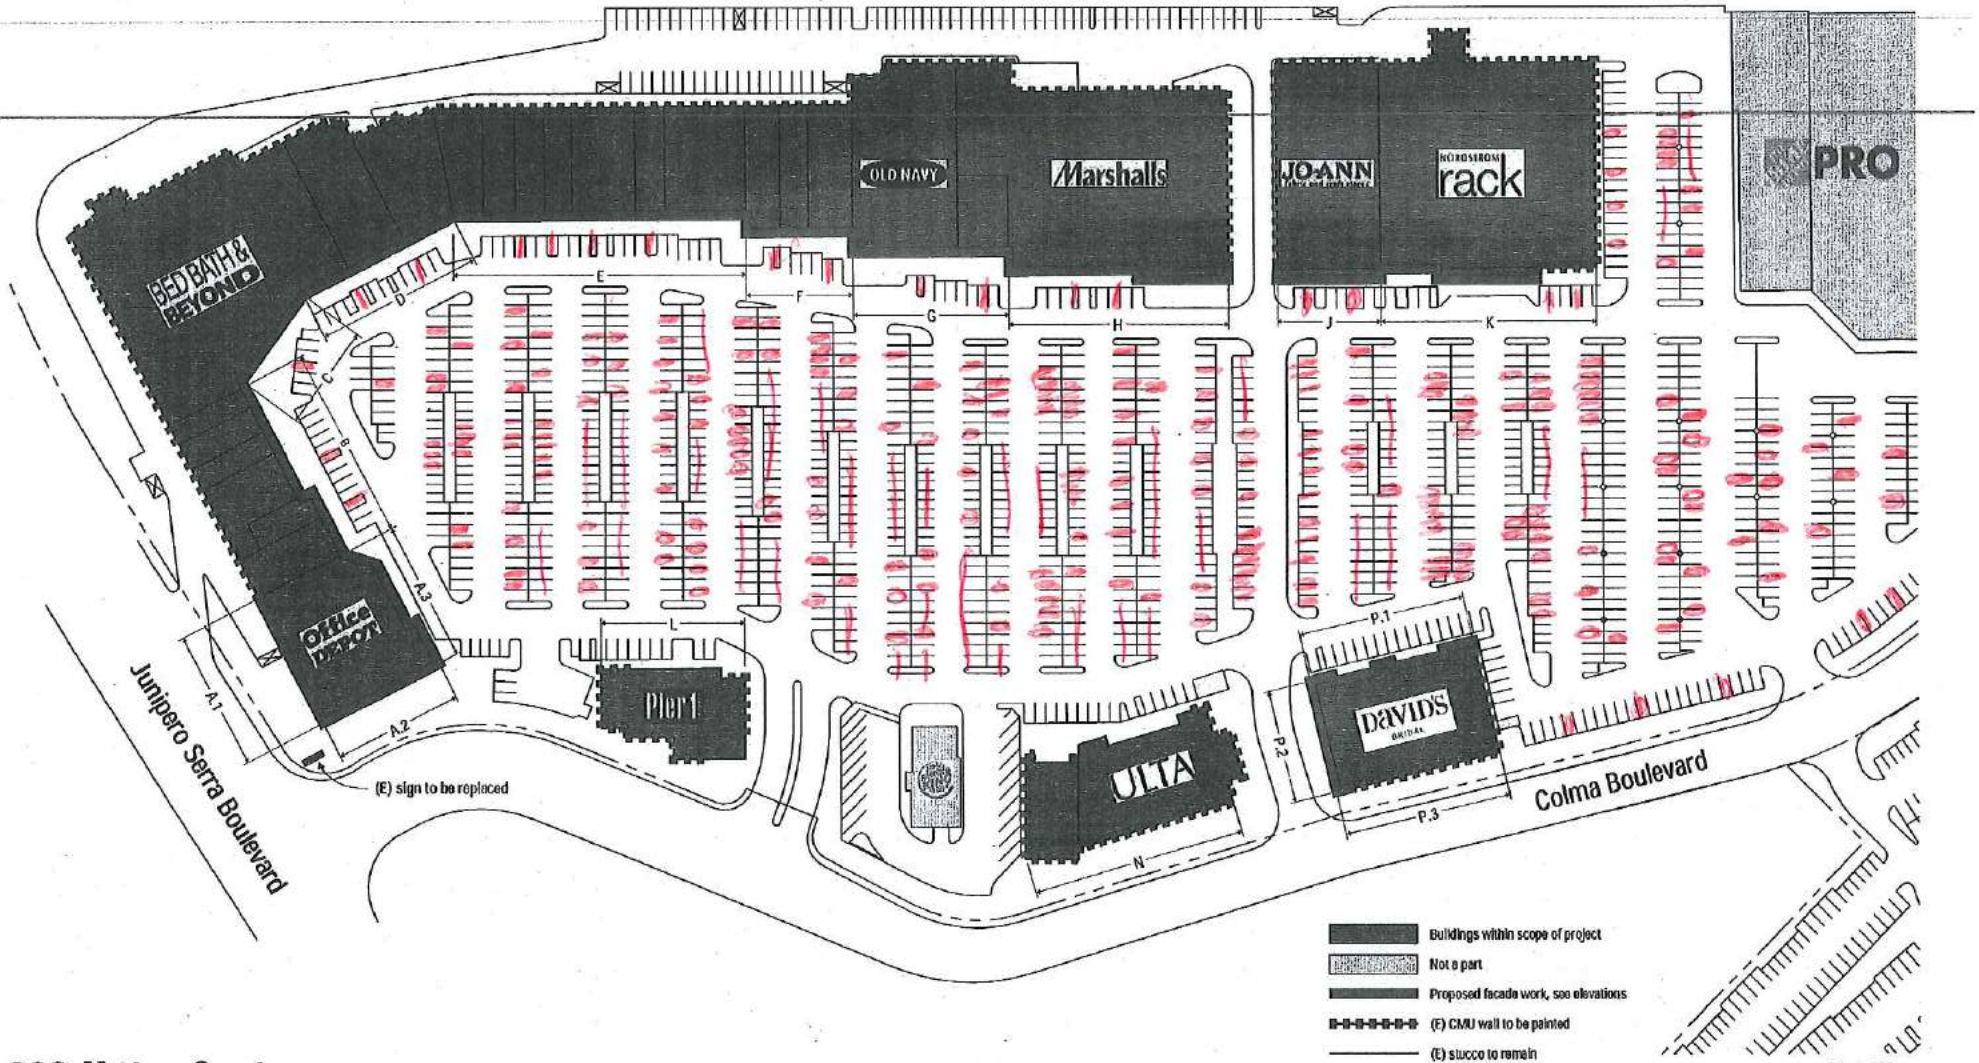 OLD NAVY
Marshalls
JO-ANN
NORDSTROM
rack
PRO
BED BATH &
BEYOND
E
D
F
G
H
J
K
C
B
A.3
Office
DEPOT
L
P.1
A.1
A.2
Pier 1
DAVID'S
BRIDAL
P.2
ULTA
P.3
N
Junipero Serra Boulevard
(E) sign to be replaced
Colma Boulevard
Buildings within scope of project
Not a part
Proposed facade work, see elevations
(E) CMU wall to be painted
(E) stucco to remain